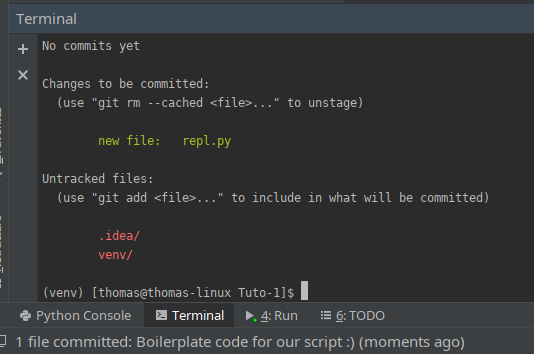 Terminal
No commits yet
Changes to be committed:
(use "git rm --cached <file>..." to unstage)
new file:   repl.py
Untracked files:
(use "git add <file>..." to include in what will be committed)
.idea/
venv/
(venv) [thomas@thomas-linux Tuto-1]$
Python Console Terminal 4: Run 6: TODO
1 file committed: Boilerplate code for our script :) (moments ago)